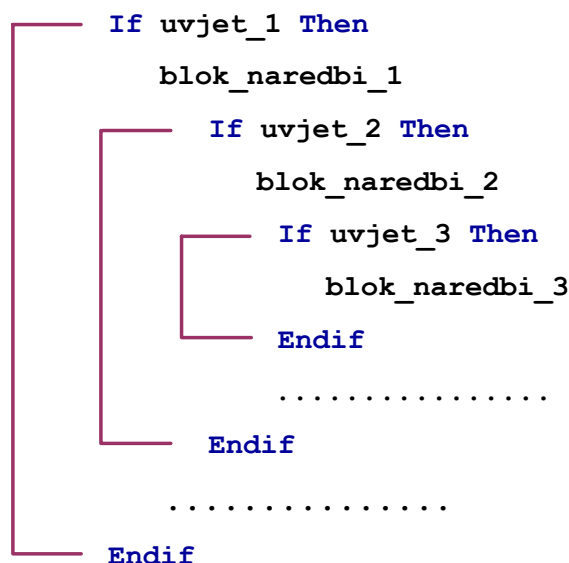 If uvjet_1 Then
blok_naredbi_1
If uvjet_2 Then
blok_naredbi_2
If uvjet_3 Then
blok_naredbi_3
Endif
................
Endif
...............
Endif